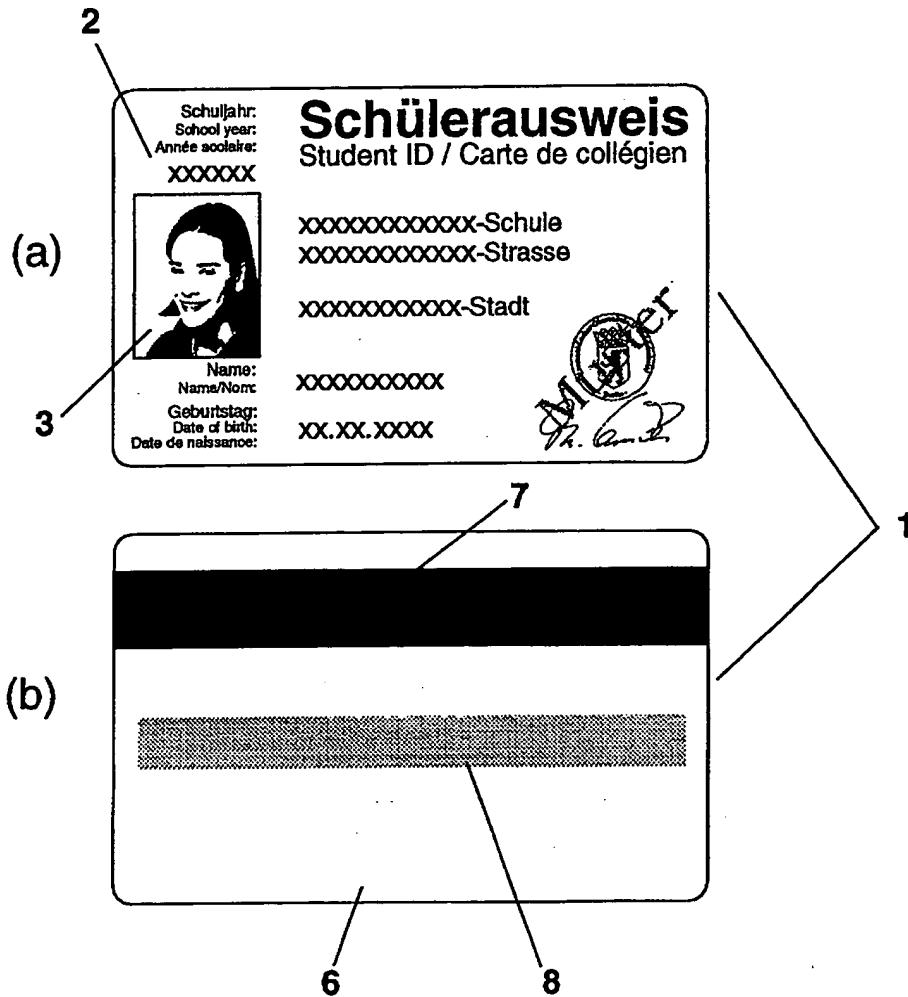 2
Schuljahr:
School year:
Année scolaire:
XXXXXX
Schülerausweis
Student ID / Carte de collégien
(a)
XXXXXXXXXXXXX-Schule
XXXXXXXXXXXXX-Strasse
XXXXXXXXXXXX-Stadt
Muster
3
Name:
Name/Nom:
XXXXXXXXXX
Geburtstag:
Date of birth:
Date de naissance:
XX.XX.XXXX
7
1
(b)
6
8